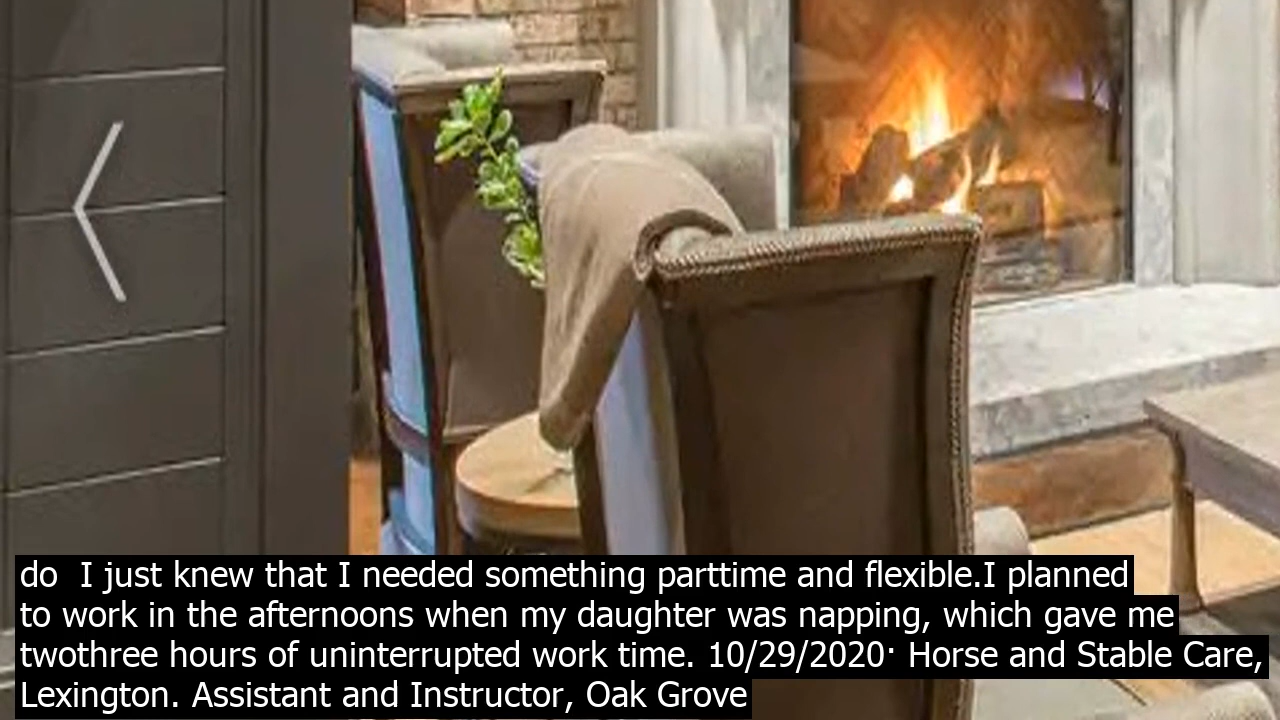 do  I just knew that I needed something parttime and flexible.I planned
to work in the afternoons when my daughter was napping, which gave me
twothree hours of uninterrupted work time. 10/29/2020· Horse and Stable Care,
Lexington. Assistant and Instructor, Oak Grove